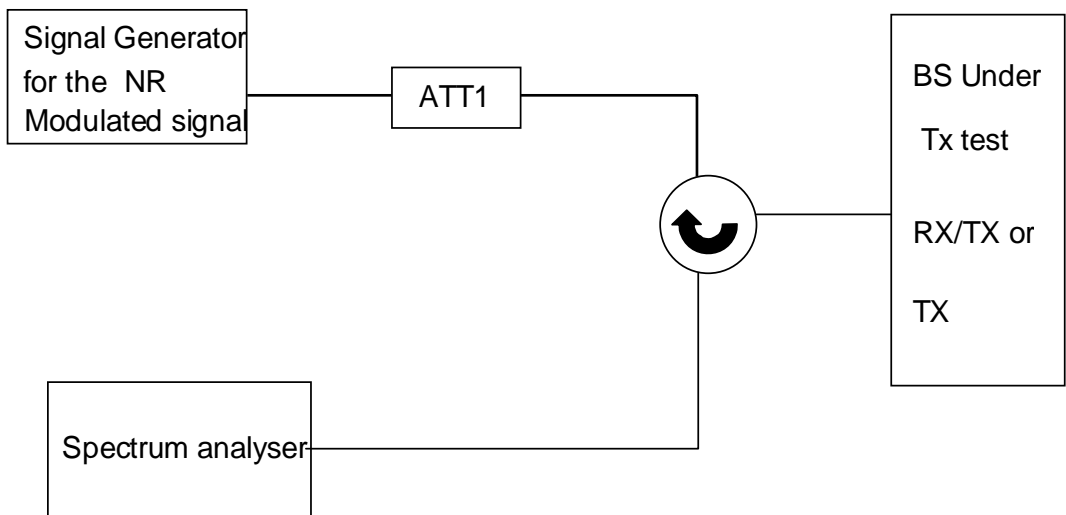 Signal Generator
for the NR
Modulated signal
ATT1
BS Under
Tx test
RX/TX or
TX
Spectrum analyser